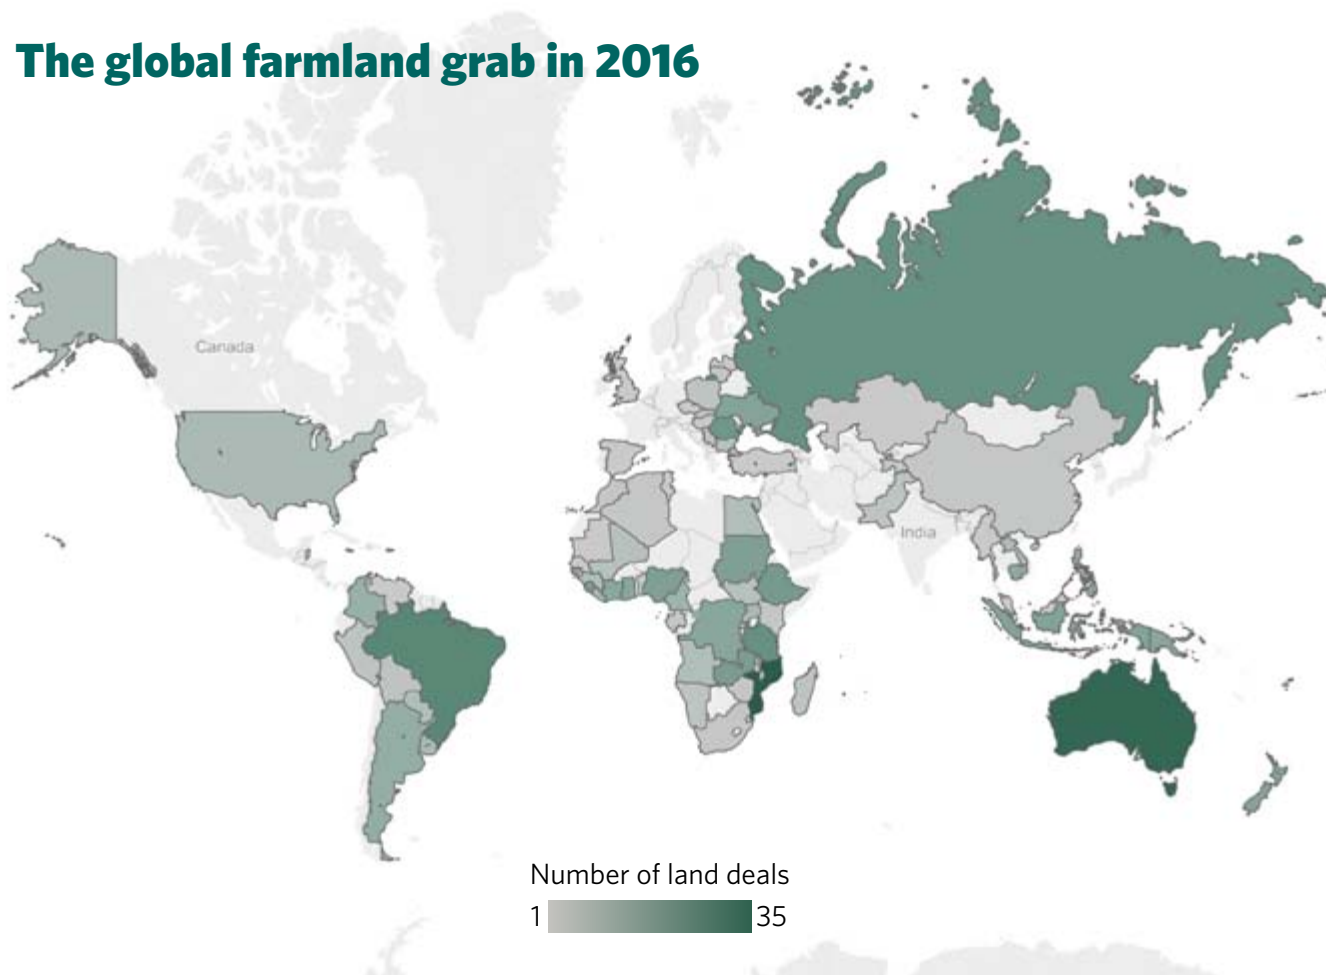 The global farmland grab in 2016
Canada
India
Number of land deals
1 35